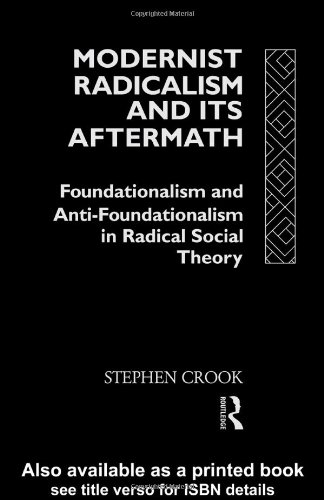 MODERNIST
RADICALISM
AND ITS
AFTERMATH
Foundationalism and
Anti-Foundationalism
in Radical Social
Theory
STEPHEN CROOK
ROUTLEDGE
Also available as a printed book
see title verso for ISBN details